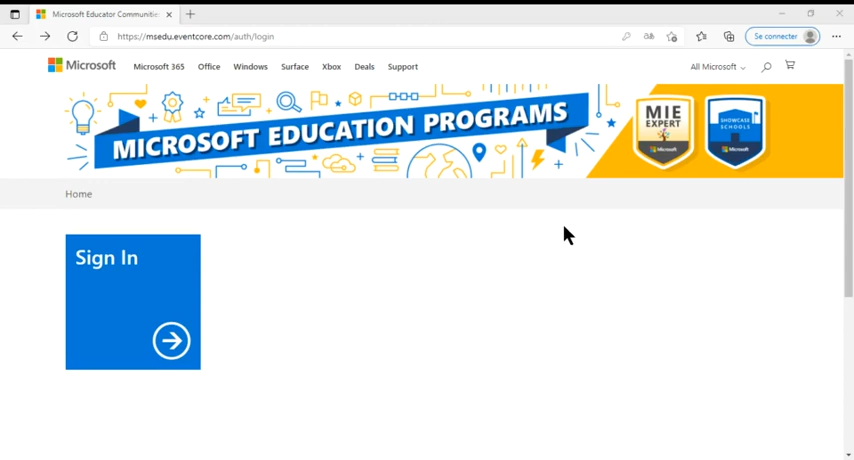 Microsoft Educator Communities
https://msedu.eventcore.com/auth/login
Se connecter
Microsoft
Microsoft 365
Office
Windows
Surface
Xbox
Deals
Support
All Microsoft
MICROSOFT EDUCATION PROGRAMS
MIE
EXPERT
Microsoft
SHOWCASE
SCHOOLS
Microsoft
Home
Sign In